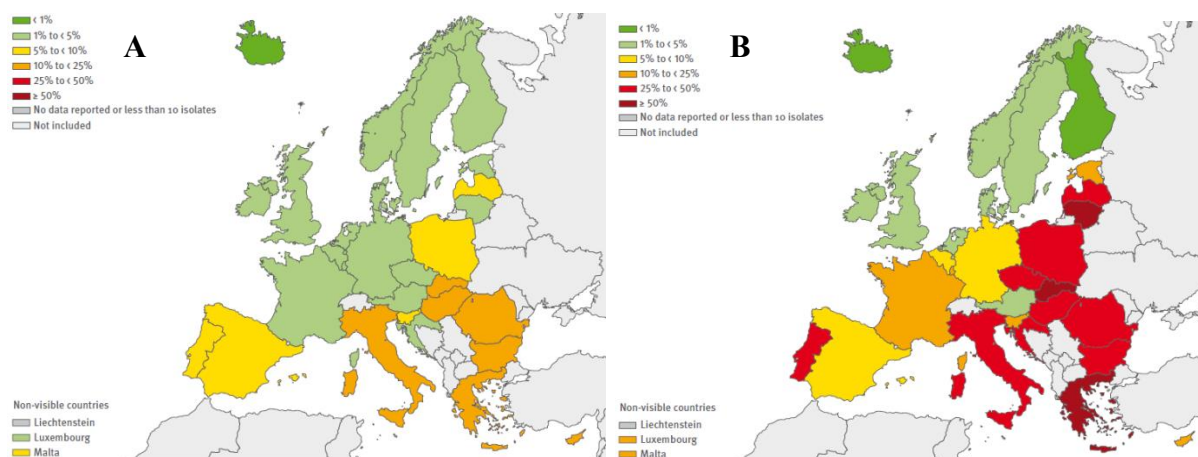 < 1%
1% to < 5%
5% to < 10%
10% to < 25%
25% to < 50%
≥ 50%
No data reported or less than 10 isolates
Not included
A
Non-visible countries
Liechtenstein
Luxembourg
Malta
< 1%
1% to < 5%
5% to < 10%
10% to < 25%
25% to < 50%
≥ 50%
No data reported or less than 10 isolates
Not included
B
Non-visible countries
Liechtenstein
Luxembourg
Malta